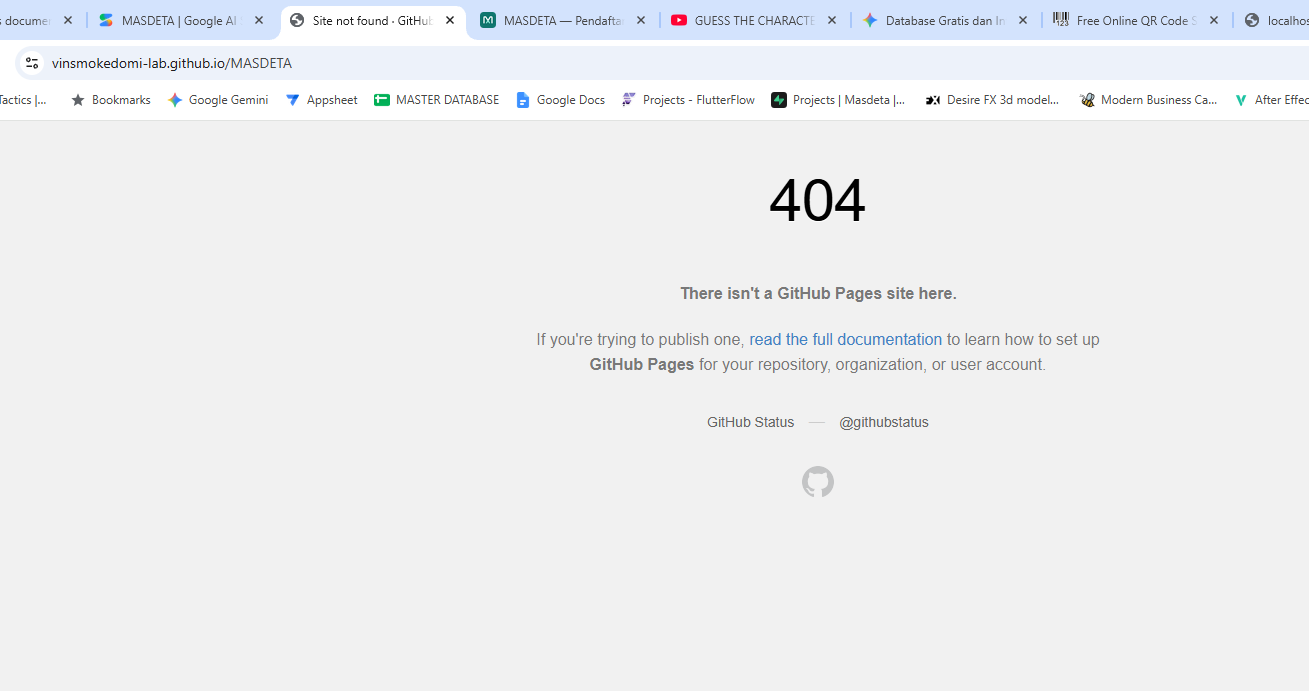 s documen
MASDETA | Google AI S
Site not found · GitHub
MASDETA — Pendafta
GUESS THE CHARACTE
Database Gratis dan In
Free Online QR Code S
localhos
vinsmokedomi-lab.github.io/MASDETA
Tactics |...
Bookmarks
Google Gemini
Appsheet
MASTER DATABASE
Google Docs
Projects - FlutterFlow
Projects | Masdeta |...
Desire FX 3d model...
Modern Business Ca...
After Effec
404
There isn't a GitHub Pages site here.
If you're trying to publish one, read the full documentation to learn how to set up
GitHub Pages for your repository, organization, or user account.
GitHub Status — @githubstatus